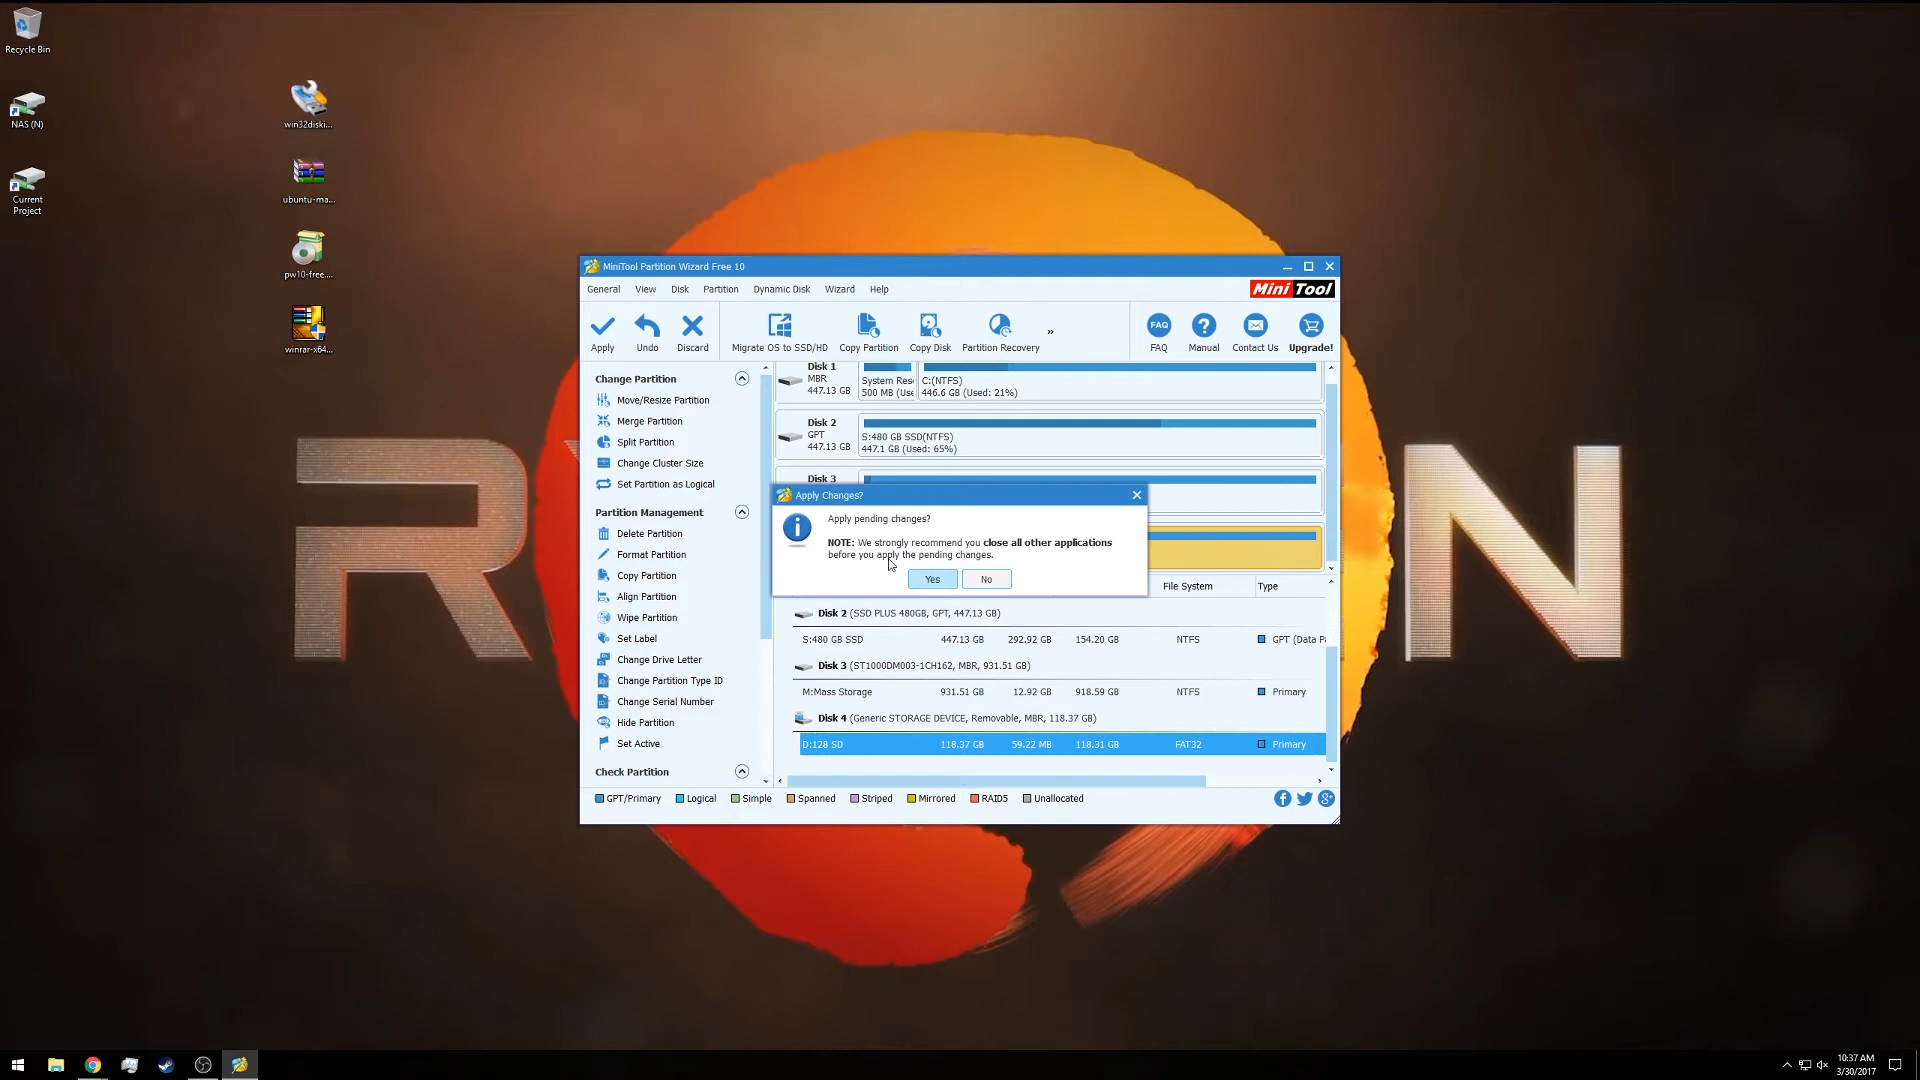 Recycle Bin
NAS (N)
Current
Project
win32diski...
ubuntu-ma...
pw10-free....
winrar-x64...
RY
N
MiniTool Partition Wizard Free 10
General View Disk Partition Dynamic Disk Wizard Help
Mini Tool
Apply Undo Discard Migrate OS to SSD/HD Copy Partition Copy Disk Partition Recovery »
FAQ
?
FAQ Manual Contact Us Upgrade!
Change Partition
Move/Resize Partition
Merge Partition
Split Partition
Change Cluster Size
Set Partition as Logical
Partition Management
Delete Partition
Format Partition
Copy Partition
Align Partition
Wipe Partition
Set Label
Change Drive Letter
Change Partition Type ID
Change Serial Number
Hide Partition
Set Active
Check Partition
Disk 1
MBR
447.13 GB
System Res
500 MB (Use
C:(NTFS)
446.6 GB (Used: 21%)
Disk 2
GPT
447.13 GB
S:480 GB SSD(NTFS)
447.1 GB (Used: 65%)
Disk 3
Apply Changes?
Apply pending changes?
NOTE: We strongly recommend you close all other applications
before you apply the pending changes.
Yes No
File System Type
Disk 2 (SSD PLUS 480GB, GPT, 447.13 GB)
S:480 GB SSD 447.13 GB 292.92 GB 154.20 GB NTFS GPT (Data Pa
Disk 3 (ST1000DM003-1CH162, MBR, 931.51 GB)
M:Mass Storage 931.51 GB 12.92 GB 918.59 GB NTFS Primary
Disk 4 (Generic STORAGE DEVICE, Removable, MBR, 118.37 GB)
D:128 SD 118.37 GB 59.22 MB 118.31 GB FAT32 Primary
GPT/Primary Logical Simple Spanned Striped Mirrored RAID5 Unallocated
10:37 AM
3/30/2017